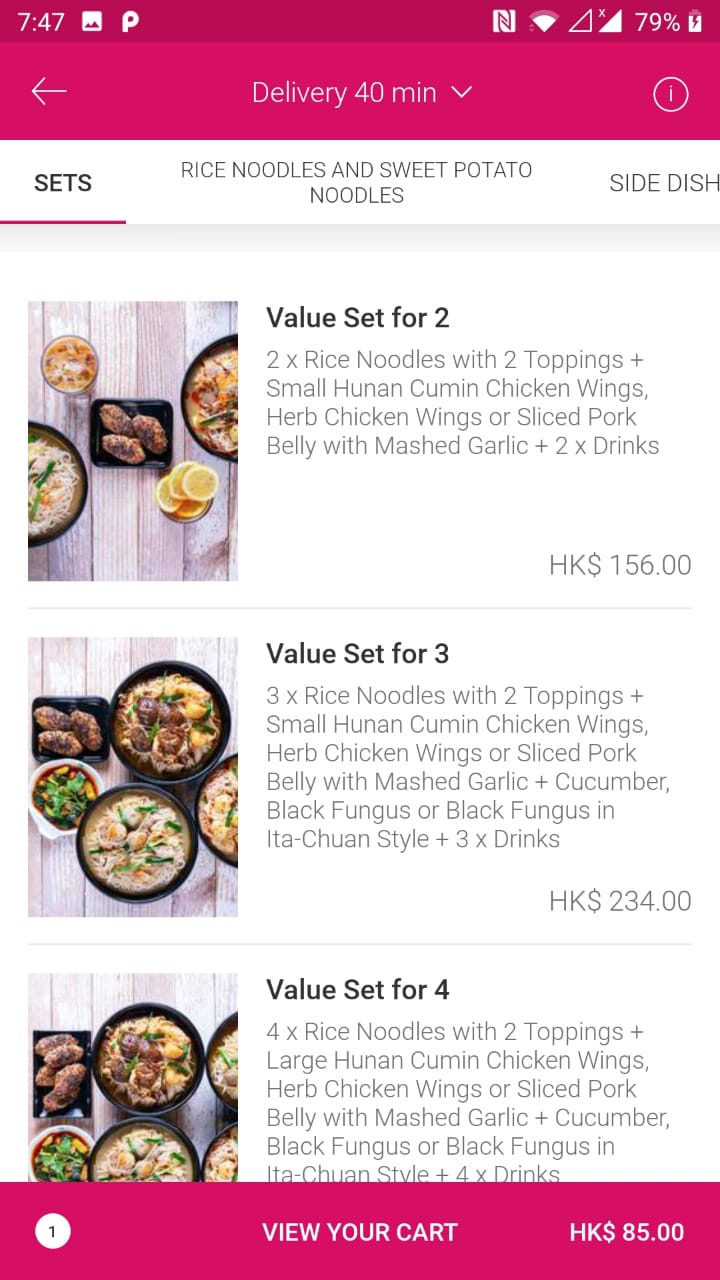 7:47
79%
Delivery 40 min
SETS
RICE NOODLES AND SWEET POTATO
NOODLES
SIDE DISH
Value Set for 2
2 x Rice Noodles with 2 Toppings +
Small Hunan Cumin Chicken Wings,
Herb Chicken Wings or Sliced Pork
Belly with Mashed Garlic + 2 x Drinks
HK$ 156.00
Value Set for 3
3 x Rice Noodles with 2 Toppings +
Small Hunan Cumin Chicken Wings,
Herb Chicken Wings or Sliced Pork
Belly with Mashed Garlic + Cucumber,
Black Fungus or Black Fungus in
Ita-Chuan Style + 3 x Drinks
HK$ 234.00
Value Set for 4
4 x Rice Noodles with 2 Toppings +
Large Hunan Cumin Chicken Wings,
Herb Chicken Wings or Sliced Pork
Belly with Mashed Garlic + Cucumber,
Black Fungus or Black Fungus in
Ita-Chuan Style + 4 x Drinks
1
VIEW YOUR CART
HK$ 85.00